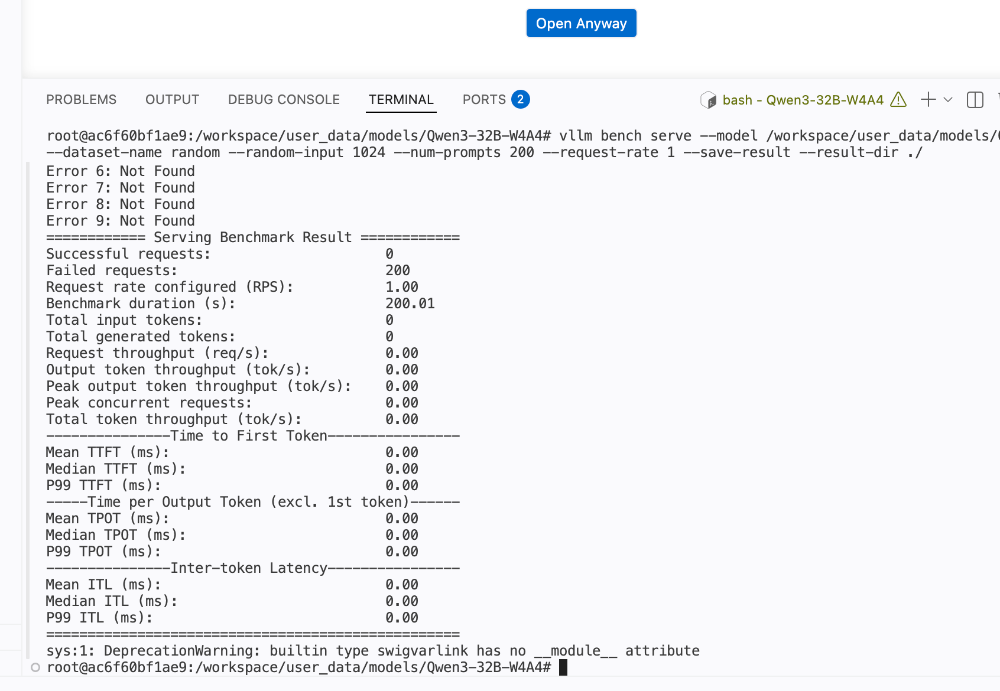 Open Anyway
PROBLEMS OUTPUT DEBUG CONSOLE TERMINAL PORTS 2 bash - Qwen3-32B-W4A4
root@ac6f60bf1ae9:/workspace/user_data/models/Qwen3-32B-W4A4# vllm bench serve --model /workspace/user_data/models/
--dataset-name random --random-input 1024 --num-prompts 200 --request-rate 1 --save-result --result-dir ./
Error 6: Not Found
Error 7: Not Found
Error 8: Not Found
Error 9: Not Found
============ Serving Benchmark Result ============
Successful requests: 0
Failed requests: 200
Request rate configured (RPS): 1.00
Benchmark duration (s): 200.01
Total input tokens: 0
Total generated tokens: 0
Request throughput (req/s): 0.00
Output token throughput (tok/s): 0.00
Peak output token throughput (tok/s): 0.00
Peak concurrent requests: 0.00
Total token throughput (tok/s): 0.00
---------------Time to First Token----------------
Mean TTFT (ms): 0.00
Median TTFT (ms): 0.00
P99 TTFT (ms): 0.00
-----Time per Output Token (excl. 1st token)------
Mean TPOT (ms): 0.00
Median TPOT (ms): 0.00
P99 TPOT (ms): 0.00
---------------Inter-token Latency----------------
Mean ITL (ms): 0.00
Median ITL (ms): 0.00
P99 ITL (ms): 0.00
==================================================
sys:1: DeprecationWarning: builtin type swigvarlink has no __module__ attribute
root@ac6f60bf1ae9:/workspace/user_data/models/Qwen3-32B-W4A4#